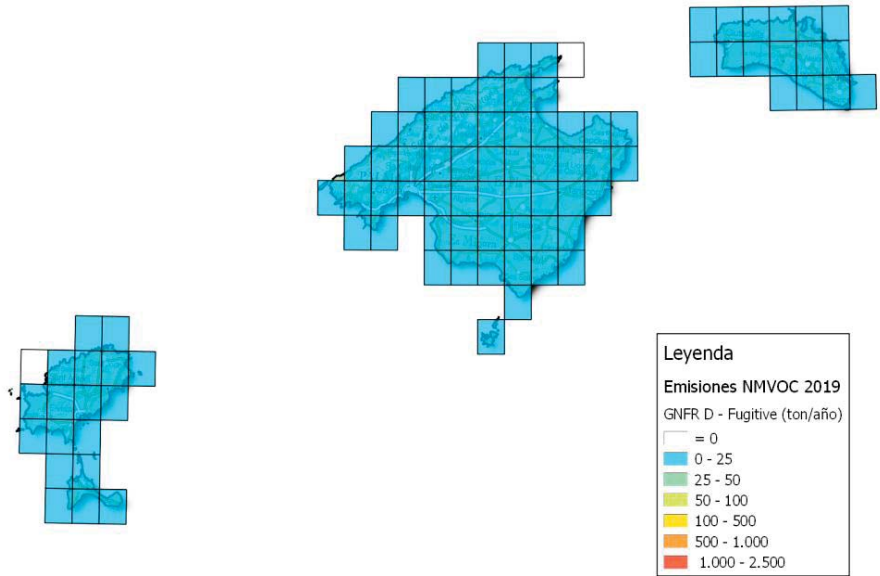 Leyenda
Emisiones NMVOC 2019
GNFR D - Fugitive (ton/año)
= 0
0 - 25
25 - 50
50 - 100
100 - 500
500 - 1.000
1.000 - 2.500